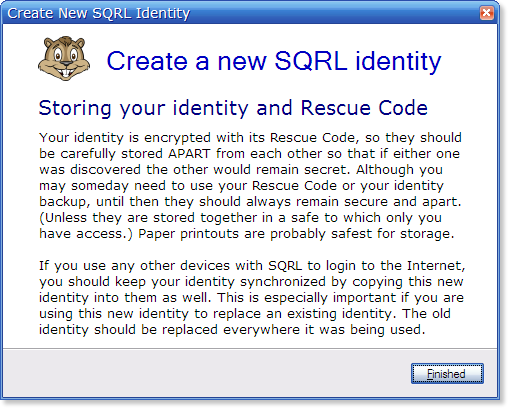 Create New SQRL Identity
Create a new SQRL identity
Storing your identity and Rescue Code
Your identity is encrypted with its Rescue Code, so they should
be carefully stored APART from each other so that if either one
was discovered the other would remain secret. Although you
may someday need to use your Rescue Code or your identity
backup, until then they should always remain secure and apart.
(Unless they are stored together in a safe to which only you
have access.) Paper printouts are probably safest for storage.
If you use any other devices with SQRL to login to the Internet,
you should keep your identity synchronized by copying this new
identity into them as well. This is especially important if you are
using this new identity to replace an existing identity. The old
identity should be replaced everywhere it was being used.
Finished